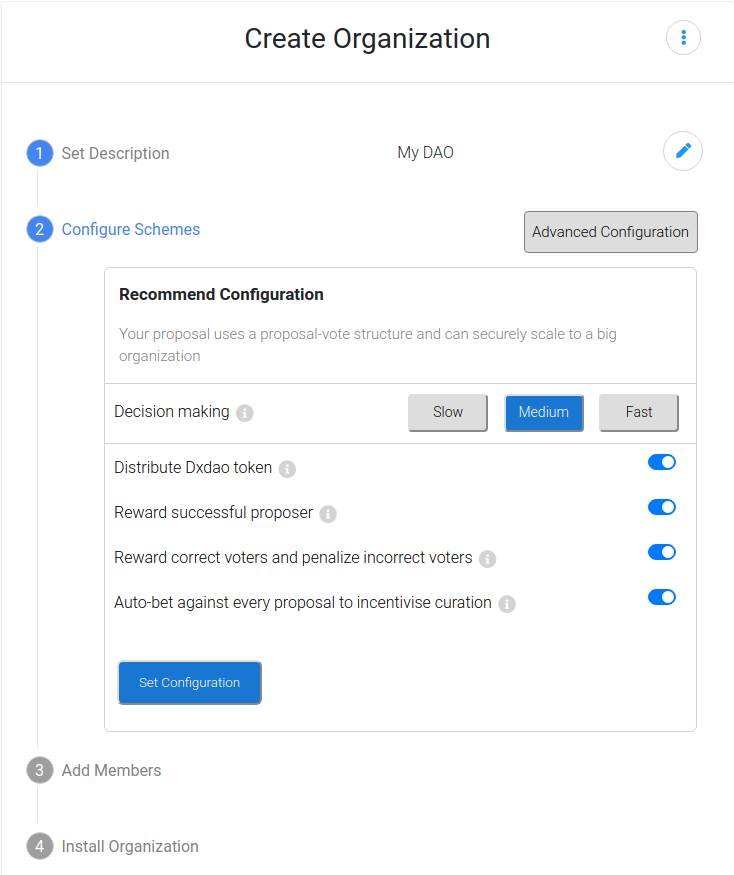 Create Organization
1 Set Description My DAO
2 Configure Schemes Advanced Configuration
Recommend Configuration
Your proposal uses a proposal-vote structure and can securely scale to a big
organization
Decision making i Slow Medium Fast
Distribute Dxdao token i
Reward successful proposer i
Reward correct voters and penalize incorrect voters i
Auto-bet against every proposal to incentivise curation i
Set Configuration
3 Add Members
4 Install Organization